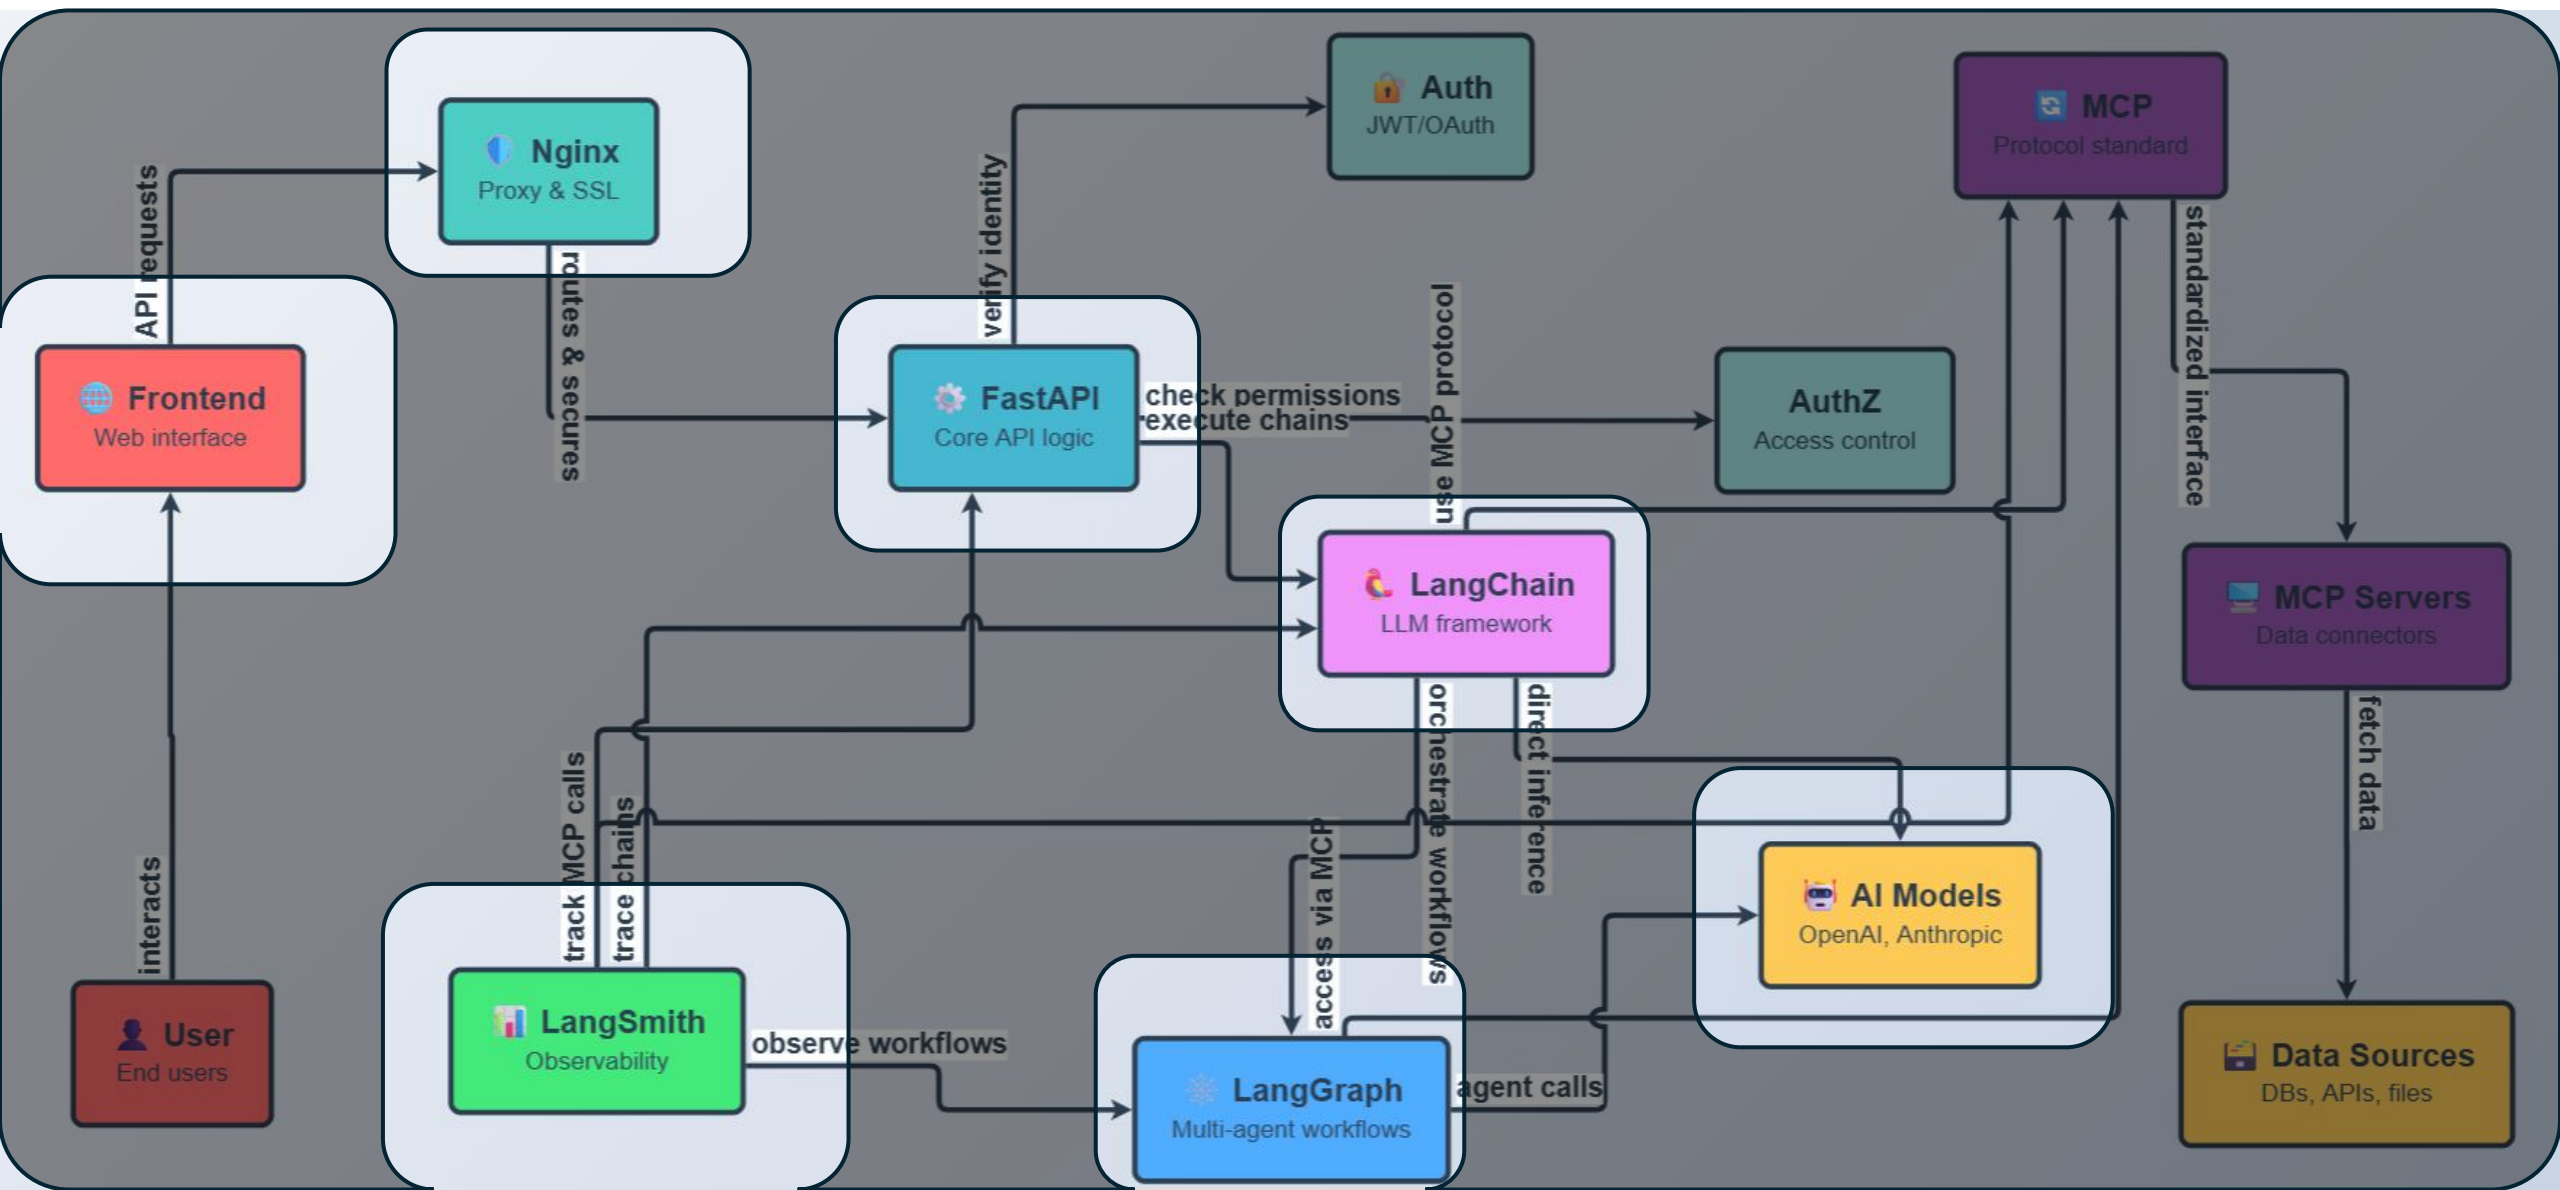 Auth
JWT/OAuth
MCP
Protocol standard
Nginx
Proxy & SSL
API requests
routes & secures
verify identity
use MCP protocol
standardized interface
Frontend
Web interface
FastAPI
Core API logic
check permissions
execute chains
AuthZ
Access control
LangChain
LLM framework
MCP Servers
Data connectors
orchestrate workflows
direct inference
fetch data
track MCP calls
trace chains
access via MCP
interacts
AI Models
OpenAI, Anthropic
User
End users
LangSmith
Observability
observe workflows
LangGraph
Multi-agent workflows
agent calls
Data Sources
DBs, APIs, files